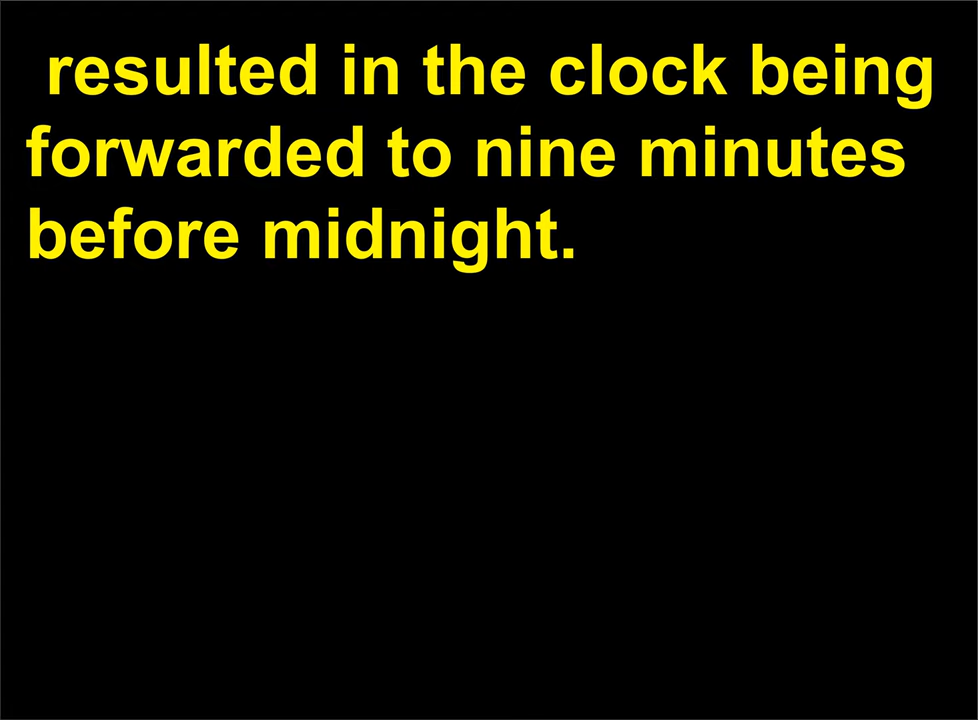 resulted in the clock being
forwarded to nine minutes
before midnight.